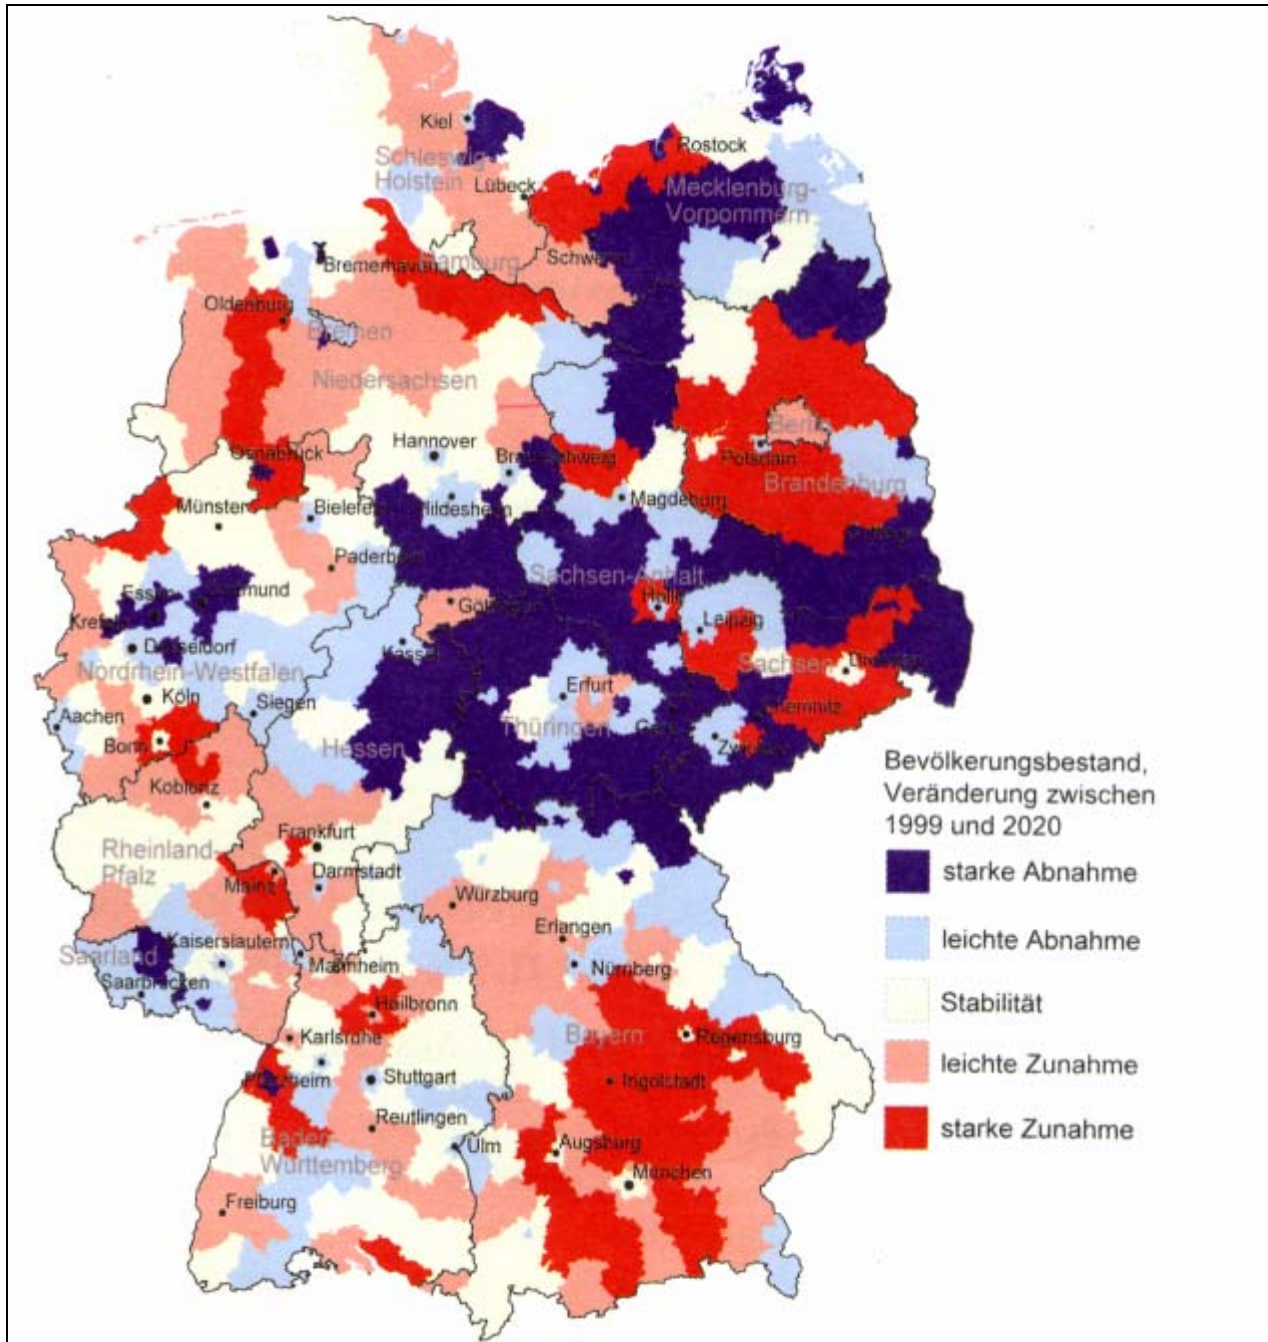 Kiel
Schleswig-
Holstein
Lübeck
Rostock
Mecklenburg-
Vorpommern
Bremerhaven
Hamburg
Schwerin
Oldenburg
Bremen
Niedersachsen
Hannover
Berlin
Potsdam
Brandenburg
Osnabrück
Braunschweig
Magdeburg
Münster
Bielefeld
Hildesheim
Cottbus
Paderborn
Sachsen-Anhalt
Essen
Dortmund
Göttingen
Halle
Krefeld
Düsseldorf
Kassel
Leipzig
Nordrhein-Westfalen
Sachsen
Dresden
Köln
Siegen
Erfurt
Aachen
Thüringen
Gera
Chemnitz
Bonn
Hessen
Zwickau
Koblenz
Frankfurt
Rheinland-
Pfalz
Mainz
Darmstadt
Würzburg
Erlangen
Kaiserslautern
Saarland
Mannheim
Nürnberg
Saarbrücken
Heilbronn
Karlsruhe
Bayern
Regensburg
Pforzheim
Stuttgart
Ingolstadt
Reutlingen
Baden-
Württemberg
Ulm
Augsburg
München
Freiburg
Bevölkerungsbestand,
Veränderung zwischen
1999 und 2020
starke Abnahme
leichte Abnahme
Stabilität
leichte Zunahme
starke Zunahme